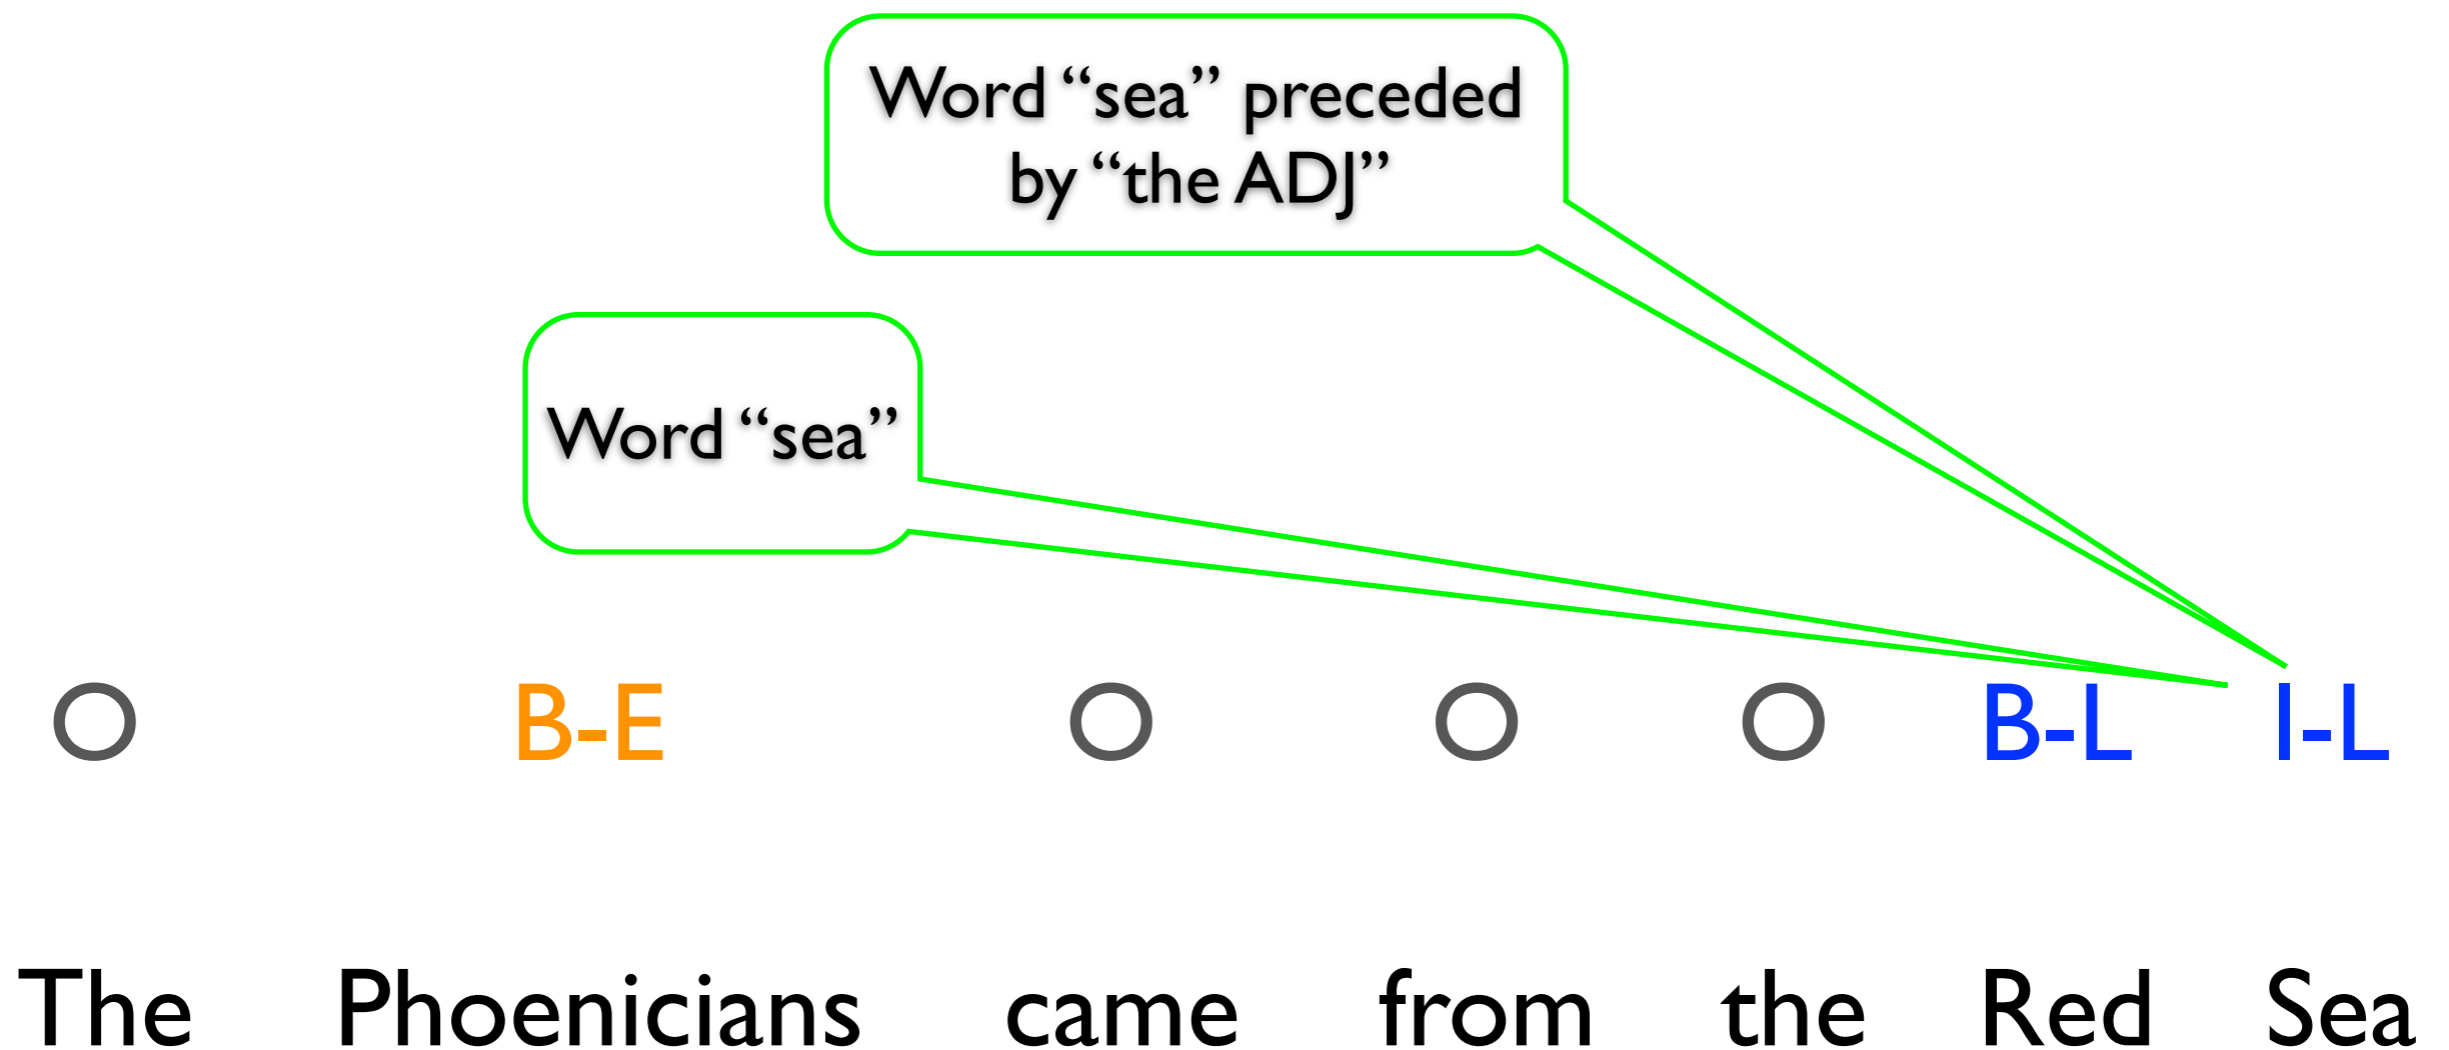 Word “sea” preceded
by “the ADJ”
Word “sea”
O B-E O O O B-L I-L
The Phoenicians came from the Red Sea